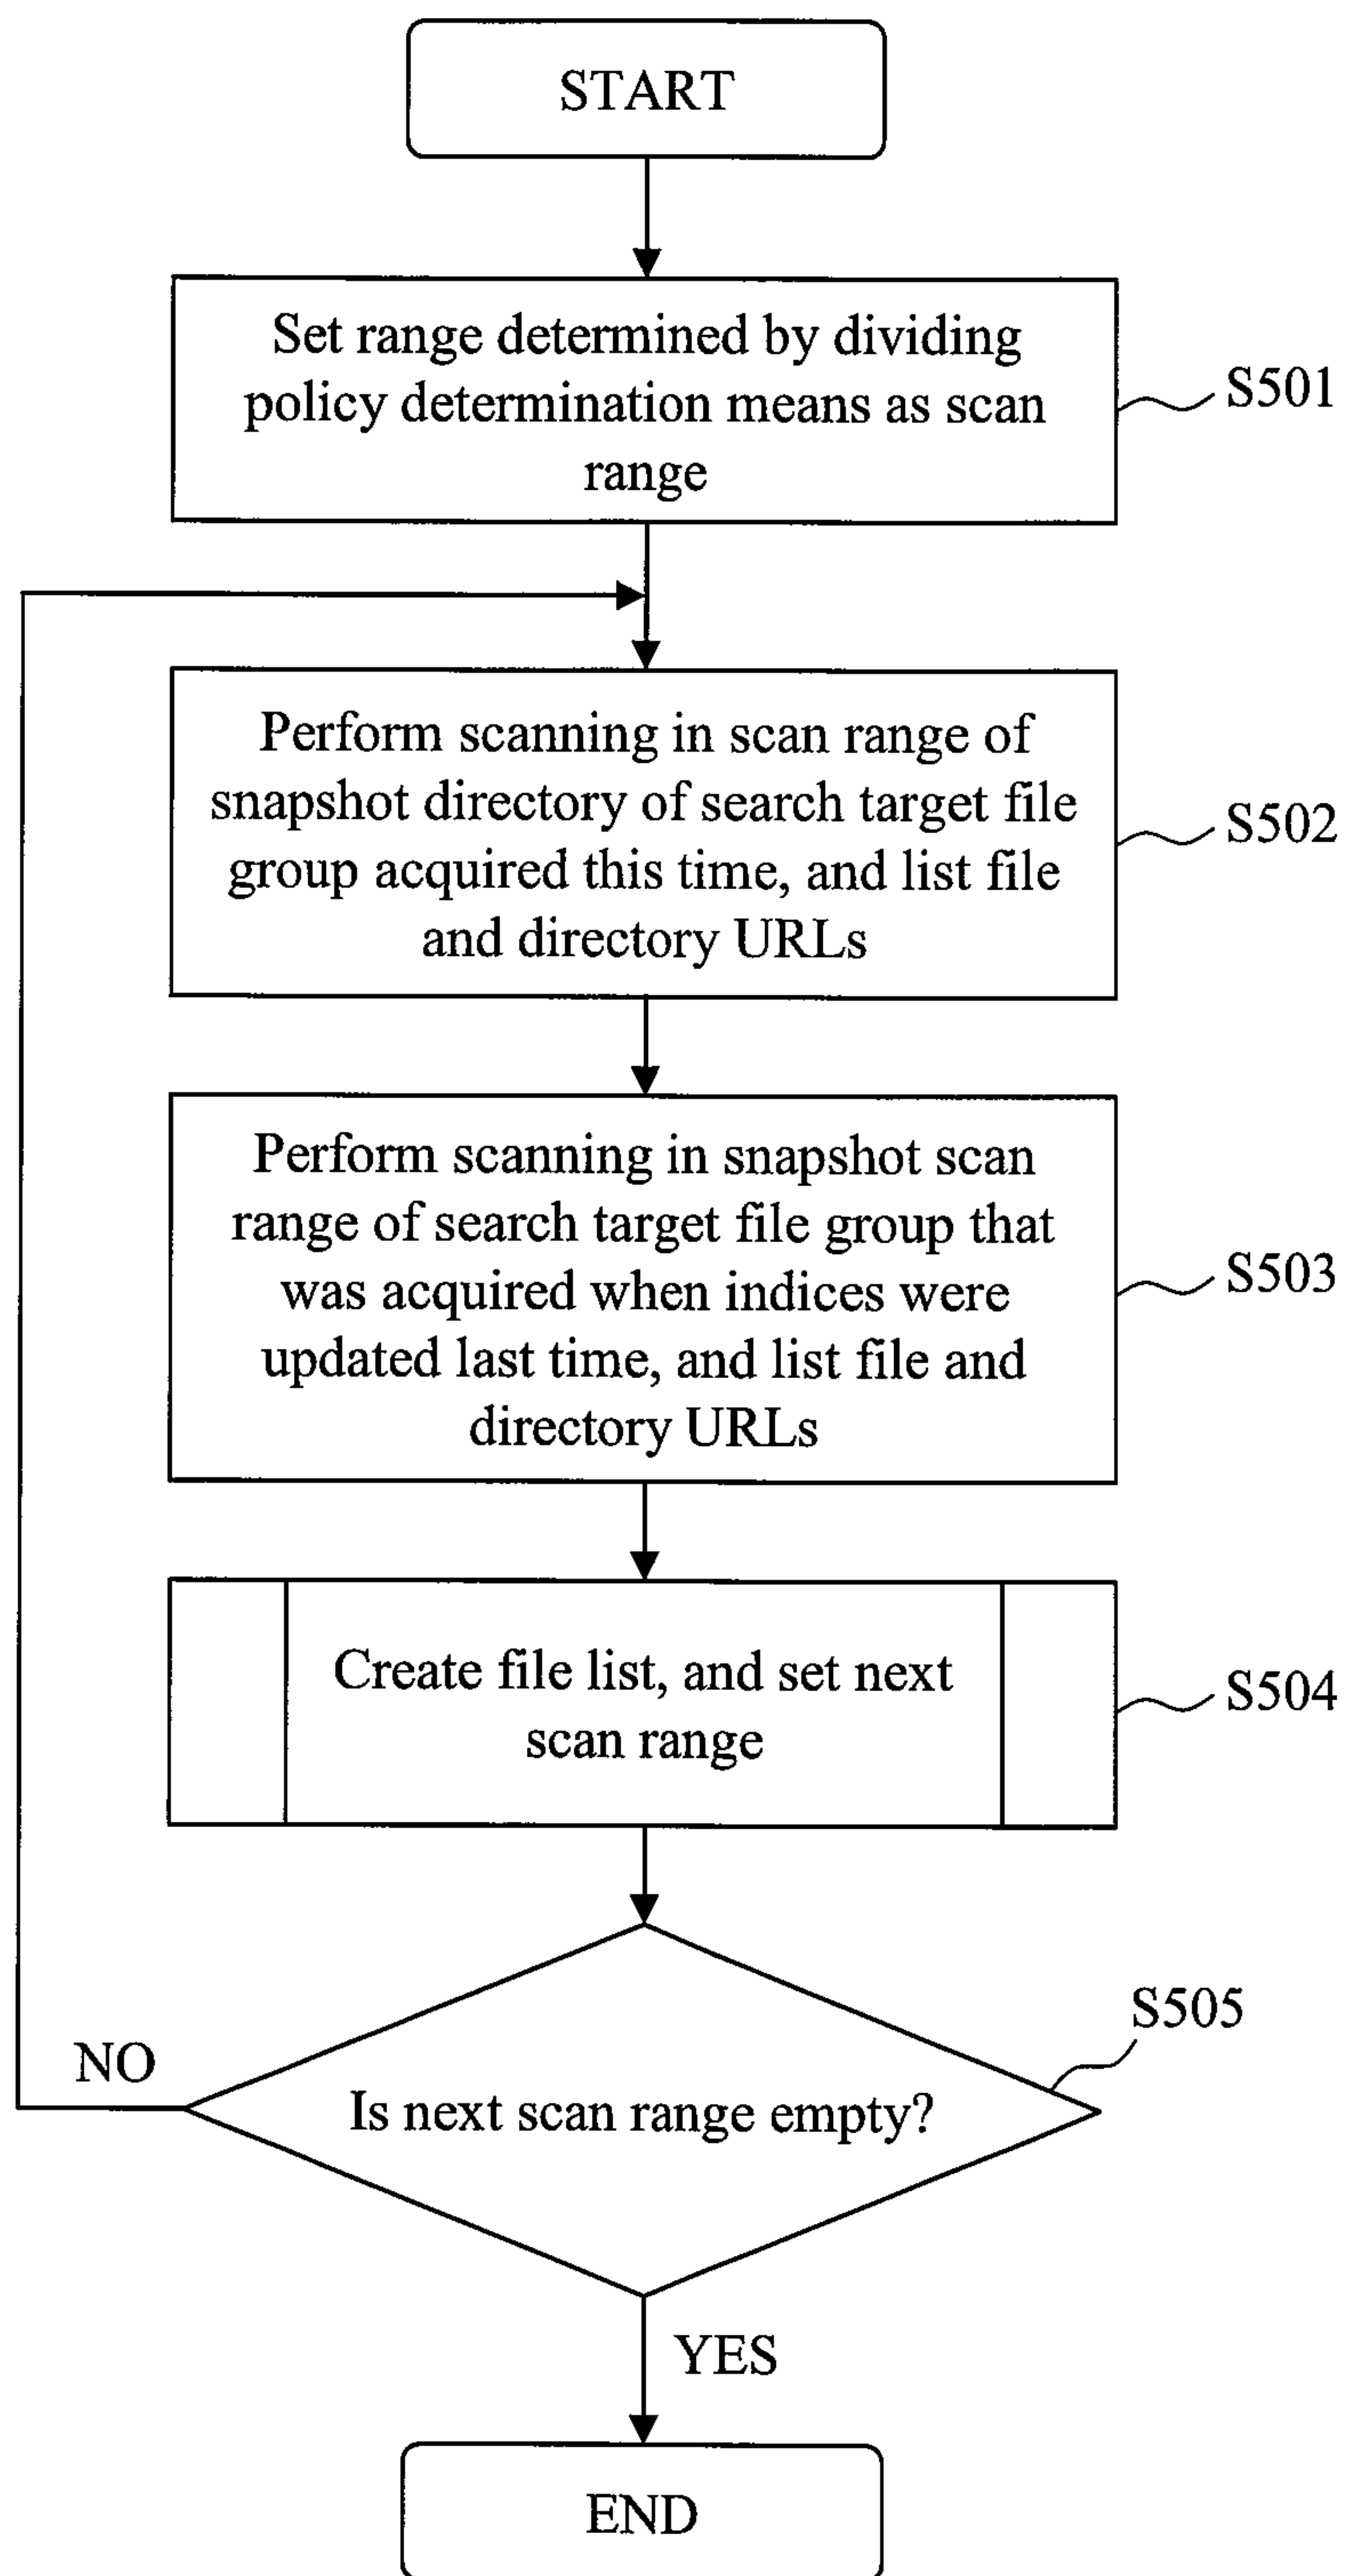 START
Set range determined by dividing
policy determination means as scan
range
S501
Perform scanning in scan range of
snapshot directory of search target file
group acquired this time, and list file
and directory URLs
S502
Perform scanning in snapshot scan
range of search target file group that
was acquired when indices were
updated last time, and list file and
directory URLs
S503
Create file list, and set next
scan range
S504
S505
NO
Is next scan range empty?
YES
END